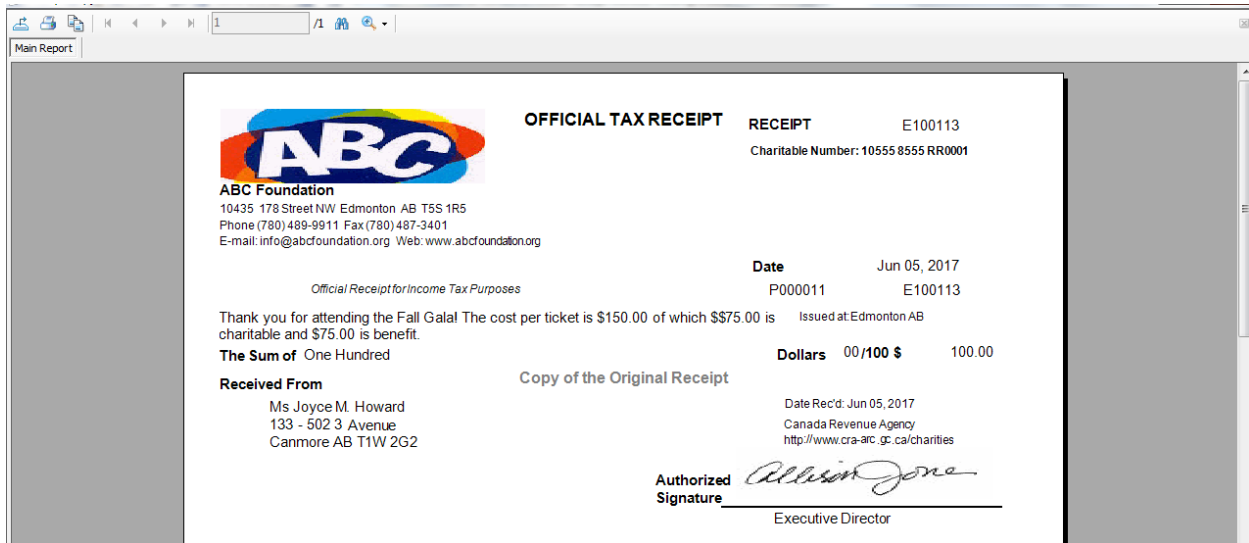 1 /1
Main Report
ABC
OFFICIAL TAX RECEIPT
RECEIPT E100113
Charitable Number: 10555 8555 RR0001
ABC Foundation
10435 178 Street NW Edmonton AB T5S 1R5
Phone (780) 489-9911 Fax (780) 487-3401
E-mail: info@abcfoundation.org Web: www.abcfoundation.org
Date Jun 05, 2017
Official Receipt for Income Tax Purposes
P000011 E100113
Thank you for attending the Fall Gala! The cost per ticket is $150.00 of which $$75.00 is
charitable and $75.00 is benefit.
Issued at: Edmonton AB
The Sum of One Hundred Dollars 00/100 $ 100.00
Received From
Copy of the Original Receipt
Ms Joyce M. Howard
133 - 502 3 Avenue
Canmore AB T1W 2G2
Date Rec'd: Jun 05, 2017
Canada Revenue Agency
http://www.cra-arc.gc.ca/charities
Authorized
Signature
Allison Jone
Executive Director